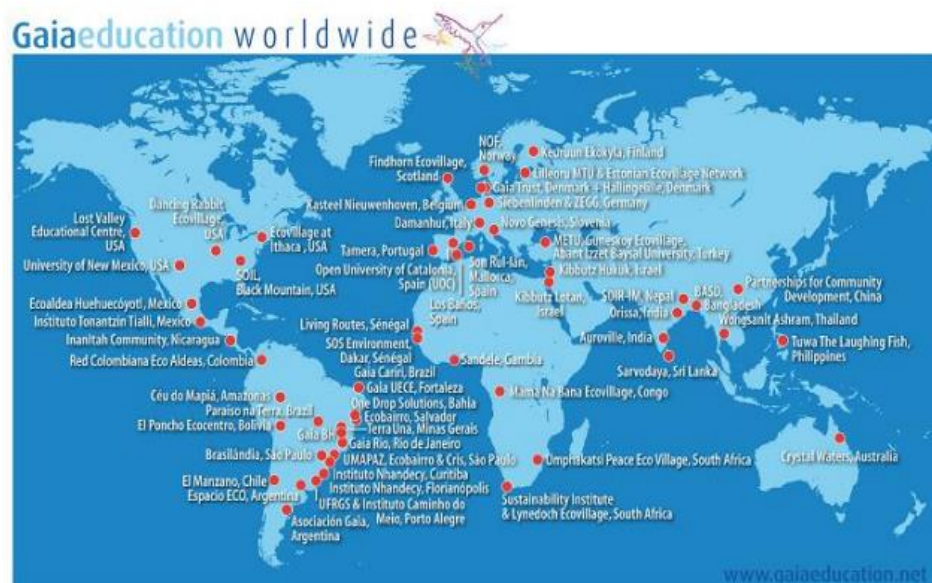 Gaiaeducation worldwide
NOF,
Norway
Keuruun Ekokyla, Finland
Findhorn Ecovillage,
Scotland
Lilleoru MTU & Estonian Ecovillage Network
Gaia Trust, Denmark + Hallingelille, Denmark
Siebenlinden & ZEGG, Germany
Kasteel Nieuwenhoven, Belgium
Damanhur, Italy
Novo Genesis, Slovenia
Lost Valley
Educational Centre,
USA
Dancing Rabbit
Ecovillage,
USA
Ecovillage at
Ithaca , USA
University of New Mexico, USA
SOIL,
Black Mountain, USA
Tamera, Portugal
Open University of Catalonia,
Spain (UOC)
Son Rul-lán,
Mallorca,
Spain
Los Baños,
Spain
METU, Guneskoy Ecovillage,
Abant Izzet Baysal University, Turkey
Kibbutz Hukuk, Israel
Kibbutz Lotan,
Israel
Partnerships for Community
Development, China
SOIR-IM, Nepal
BASD,
Bangladesh
Orissa, India
Wongsanit Ashram, Thailand
Auroville, India
Sarvodaya, Sri Lanka
Tuwa The Laughing Fish,
Philippines
Ecoaldea Huehuecóyotl, Mexico
Instituto Tonantzin Tlalli, Mexico
Inanitah Community, Nicaragua
Red Colombiana Eco Aldeas, Colombia
Living Routes, Sénégal
SOS Environment,
Dakar, Sénégal
Sandele, Gambia
Gaia Cariri, Brazil
Gaia UECE, Fortaleza
Mama Na Bana Ecovillage, Congo
Céu do Mapiá, Amazonas
Paraiso na Terra, Brazil
El Poncho Ecocentro, Bolivia
One Drop Solutions, Bahia
Ecobairro, Salvador
Terra Una, Minas Gerais
Gaia BH
Gaia Rio, Rio de Janeiro
Brasilândia, São Paulo
UMAPAZ, Ecobairro & Cris, São Paulo
Instituto Nhandecy, Curitiba
Instituto Nhandecy, Florianópolis
El Manzano, Chile
Espacio ECO, Argentina
UFRGS & Instituto Caminho do
Meio, Porto Alegre
Asociación Gaia,
Argentina
Umphakatsi Peace Eco Village, South Africa
Sustainability Institute
& Lynedoch Ecovillage, South Africa
Crystal Waters, Australia
www.gaiaeducation.net